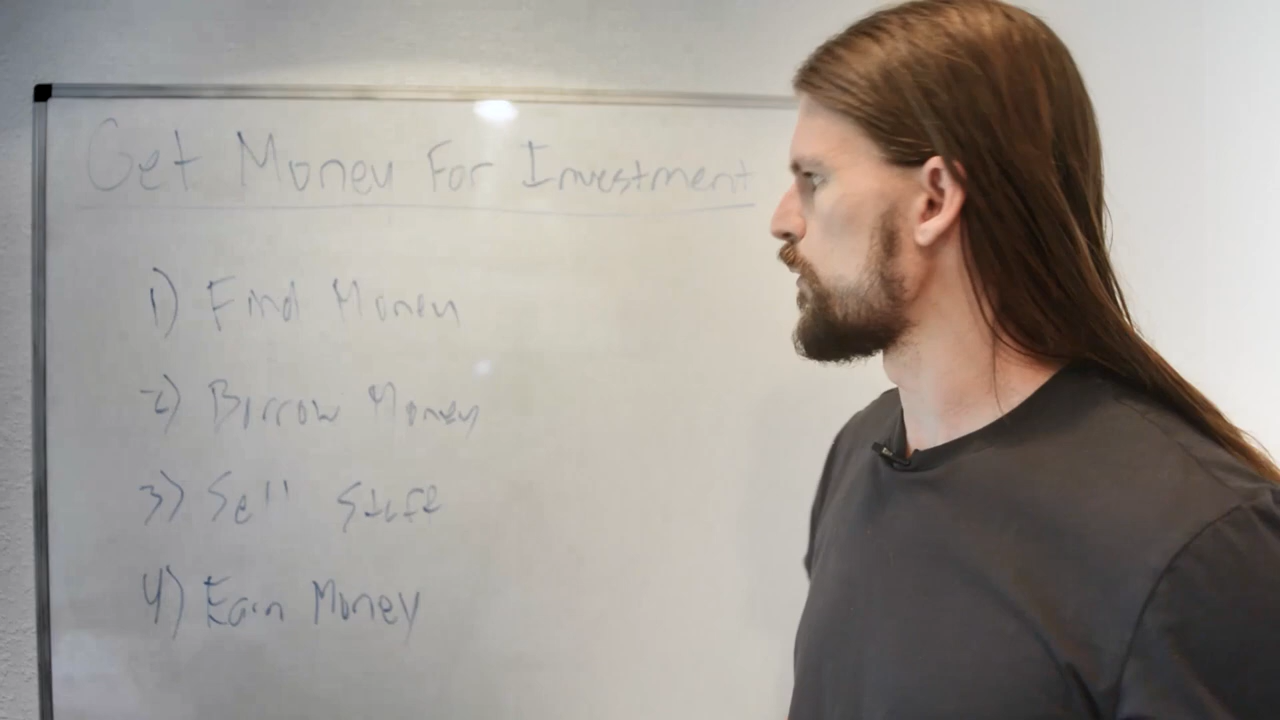 Get Money For Investment
1) Find Money
2) Borrow Money
3) Sell Stuff
4) Earn Money